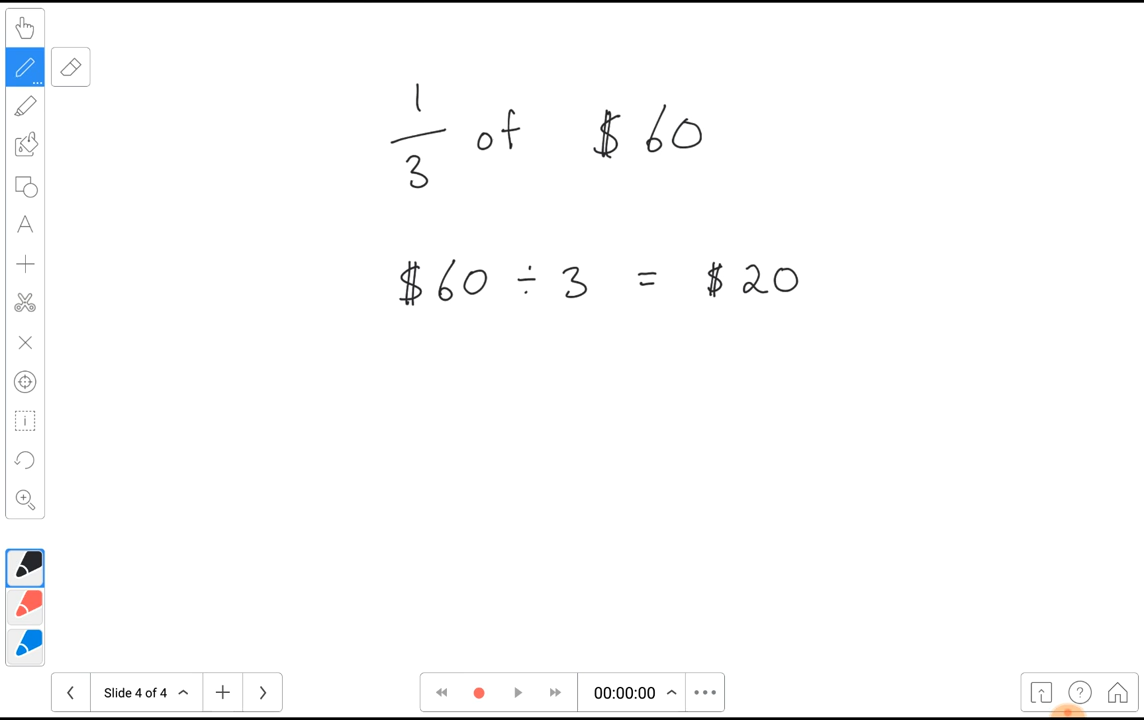 1/3 of $60
$60 ÷ 3 = $20
A
i
Slide 4 of 4
00:00:00
?